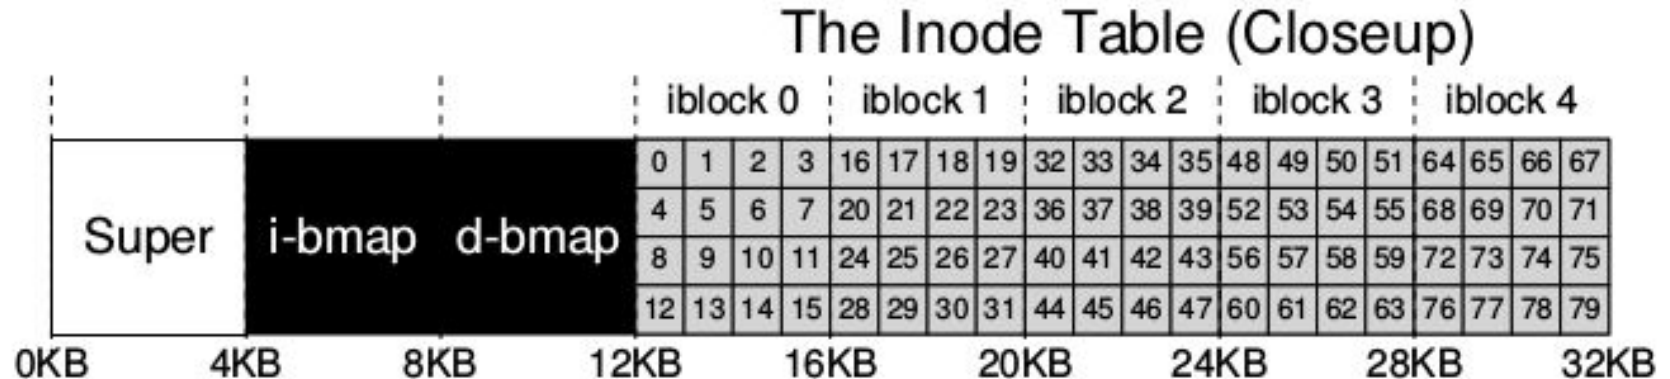 The Inode Table (Closeup)
iblock 0 iblock 1 iblock 2 iblock 3 iblock 4
0 1 2 3 16 17 18 19 32 33 34 35 48 49 50 51 64 65 66 67
4 5 6 7 20 21 22 23 36 37 38 39 52 53 54 55 68 69 70 71
Super i-bmap d-bmap
8 9 10 11 24 25 26 27 40 41 42 43 56 57 58 59 72 73 74 75
12 13 14 15 28 29 30 31 44 45 46 47 60 61 62 63 76 77 78 79
0KB 4KB 8KB 12KB 16KB 20KB 24KB 28KB 32KB